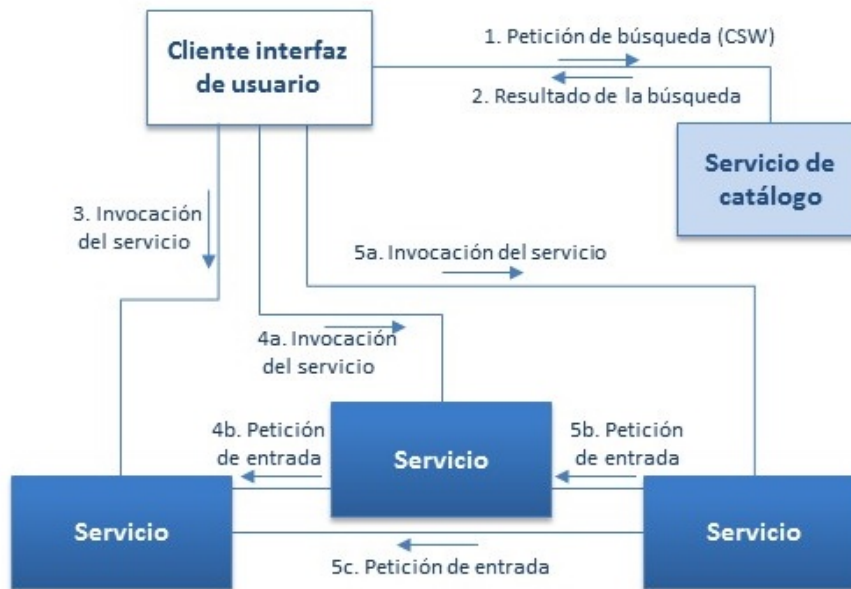 Cliente interfaz
de usuario
1. Petición de búsqueda (CSW)
2. Resultado de la búsqueda
Servicio de
catálogo
3. Invocación
del servicio
5a. Invocación del servicio
4a. Invocación
del servicio
4b. Petición
de entrada
Servicio
5b. Petición
de entrada
Servicio
Servicio
5c. Petición de entrada